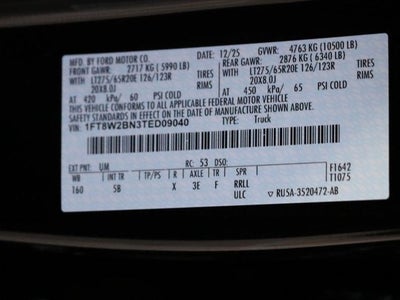 MFD. BY FORD MOTOR CO.
12/25 GVWR: 4763 KG (10500 LB)
FRONT GAWR: 2717 KG (5990 LB) REAR GAWR: 2876 KG (6340 LB)
WITH LT275/65R20E 126/123R TIRES WITH LT275/65R20E 126/123R TIRES
20X8.0J RIMS 20X8.0J RIMS
AT 420 kPa/ 60 PSI COLD AT 450 kPa/ 65 PSI COLD
THIS VEHICLE CONFORMS TO ALL APPLICABLE FEDERAL MOTOR VEHICLE
SAFETY STANDARDS IN EFFECT ON THE DATE OF MANUFACTURE SHOWN ABOVE.
VIN: 1FT8W2BN3TED09040 TYPE: Truck
EXT PNT: UM RC: 53 DSO: F1642
WB BRK INT TR TP/PS R AXLE TR SPR T1075
160 5B X 3E F RRLL
ULC ▽ RU5A-3520472-AB